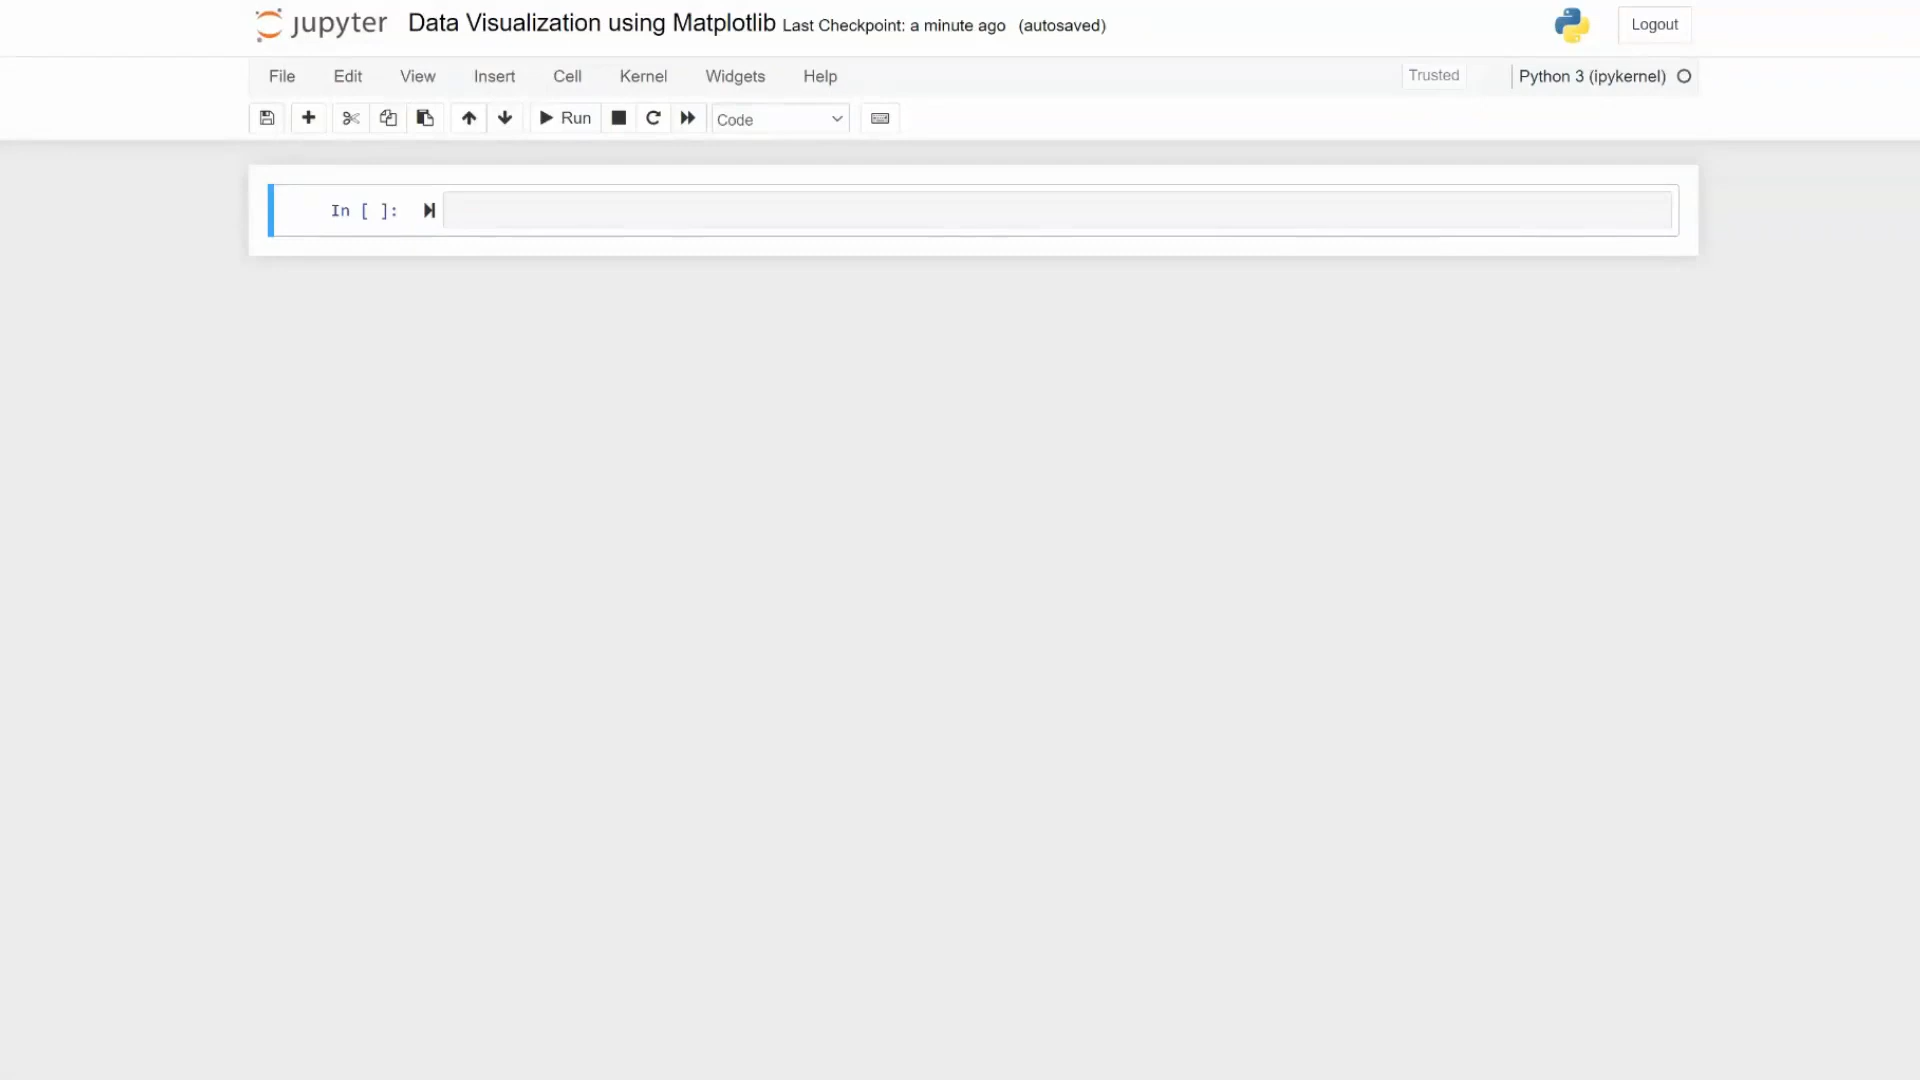 jupyter Data Visualization using Matplotlib Last Checkpoint: a minute ago (autosaved) Logout
File Edit View Insert Cell Kernel Widgets Help Trusted Python 3 (ipykernel)
Run Code
In [ ]: